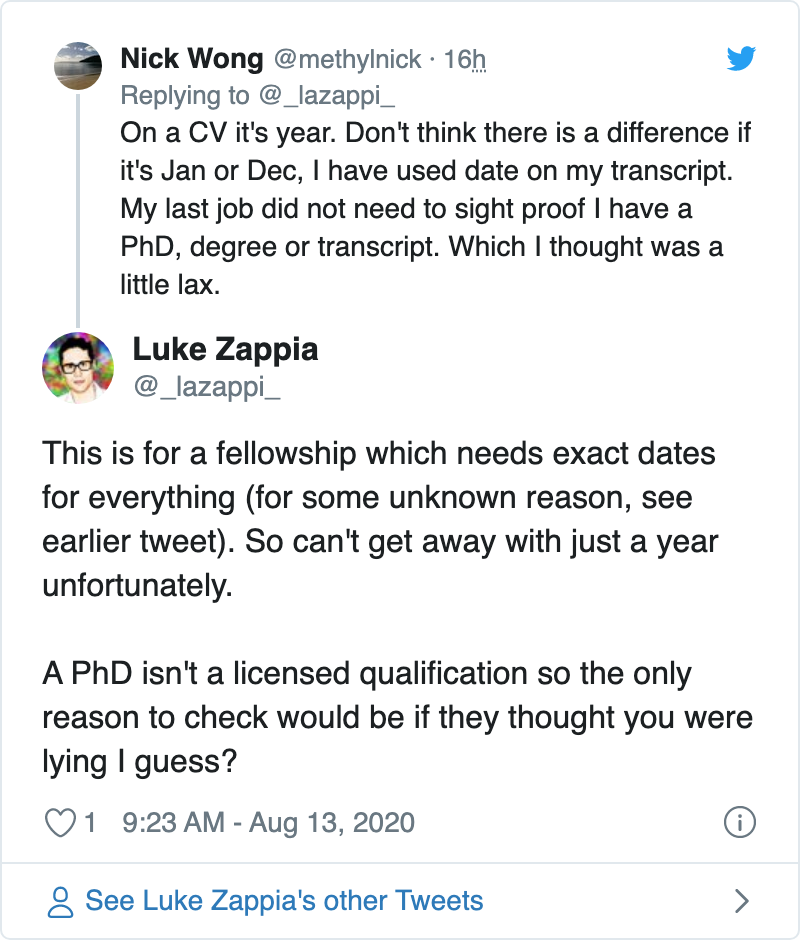 Nick Wong @methylnick · 16h
Replying to @_lazappi_
On a CV it's year. Don't think there is a difference if
it's Jan or Dec, I have used date on my transcript.
My last job did not need to sight proof I have a
PhD, degree or transcript. Which I thought was a
little lax.
Luke Zappia
@_lazappi_
This is for a fellowship which needs exact dates
for everything (for some unknown reason, see
earlier tweet). So can't get away with just a year
unfortunately.
A PhD isn't a licensed qualification so the only
reason to check would be if they thought you were
lying I guess?
1 9:23 AM - Aug 13, 2020
See Luke Zappia's other Tweets